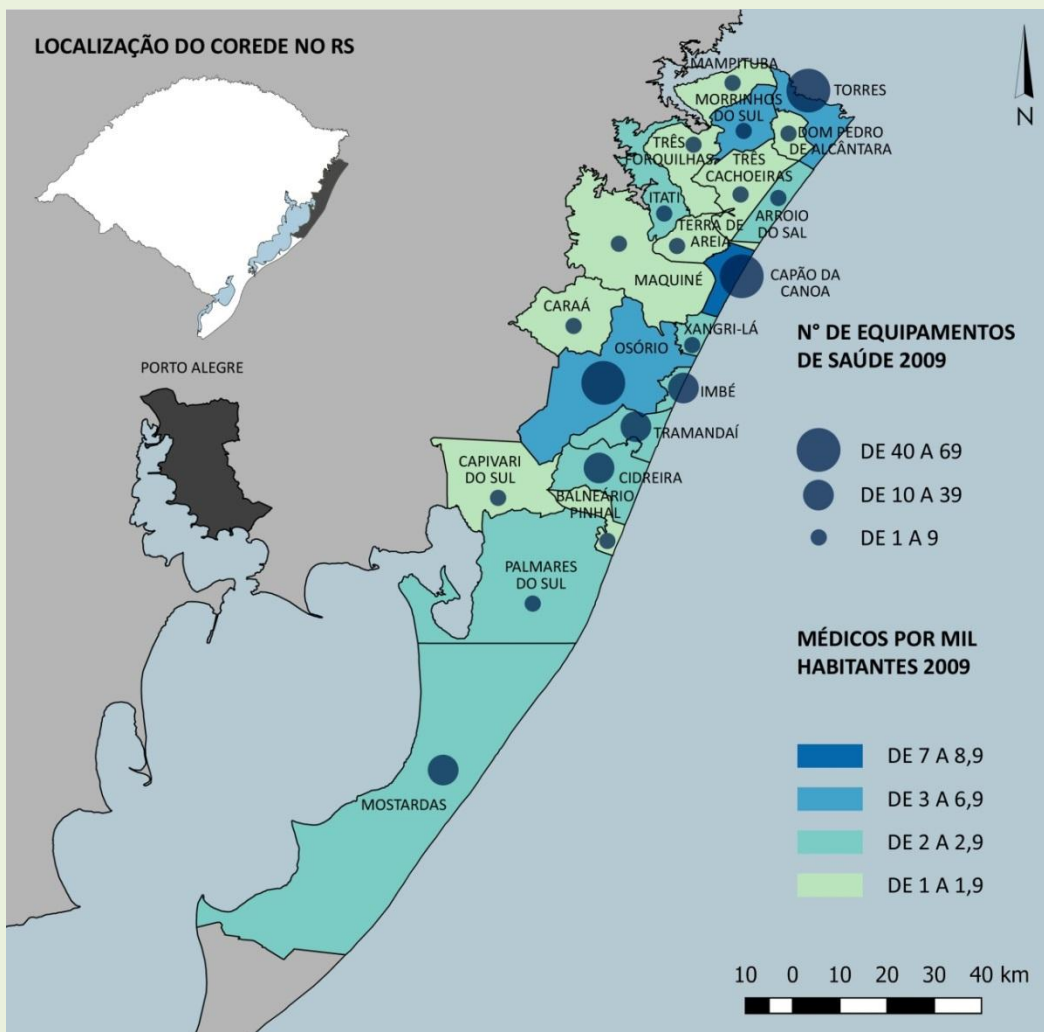 LOCALIZAÇÃO DO COREDE NO RS
MAMPITUBA
TORRES
MORRINHOS
DO SUL
N
DOM PEDRO
DE ALCÂNTARA
TRÊS
FORQUILHAS
TRÊS
CACHOEIRAS
ITATI
ARROIO
DO SAL
TERRA DE
AREIA
MAQUINÉ
CAPÃO DA
CANOA
CARAÁ
XANGRI-LÁ
OSÓRIO
PORTO ALEGRE
IMBÉ
TRAMANDAÍ
CAPIVARI
DO SUL
CIDREIRA
BALNEÁRIO
PINHAL
PALMARES
DO SUL
MOSTARDAS
N° DE EQUIPAMENTOS
DE SAÚDE 2009
DE 40 A 69
DE 10 A 39
DE 1 A 9
MÉDICOS POR MIL
HABITANTES 2009
DE 7 A 8,9
DE 3 A 6,9
DE 2 A 2,9
DE 1 A 1,9
10 0 10 20 30 40 km